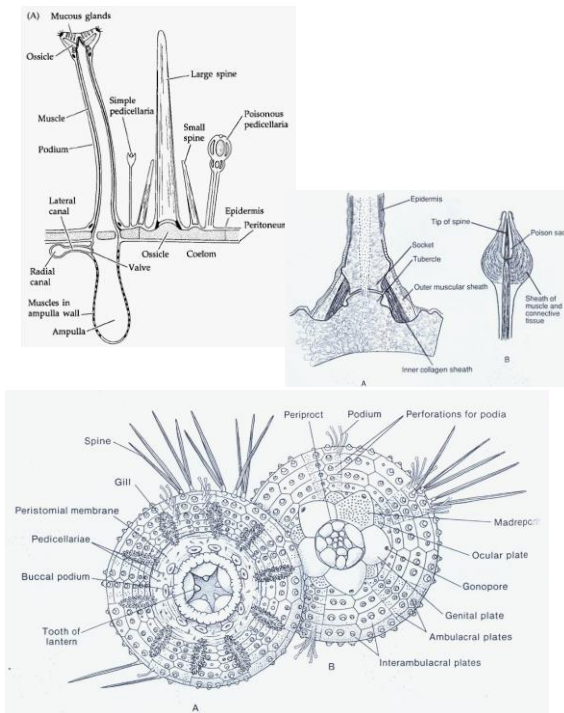 (A)
Mucous glands
Ossicle
Large spine
Muscle
Simple
pedicellaria
Small
spine
Poisonous
pedicellaria
Podium
Lateral
canal
Epidermis
Peritoneum
Ossicle
Coelom
Valve
Radial
canal
Muscles in
ampulla wall
Ampulla
Epidermis
Socket
Tubercle
Outer muscular sheath
Inner collagen sheath
A
Tip of spine
Poison
Sheath of
muscle and
connective
tissue
B
Spine
Gill
Peristomial membrane
Pedicellariae
Buccal podium
Tooth of
lantern
A
Periproct
Podium
Perforations for podia
Ocular plate
Gonopore
Genital plate
Ambulacral plates
Interambulacral plates
B